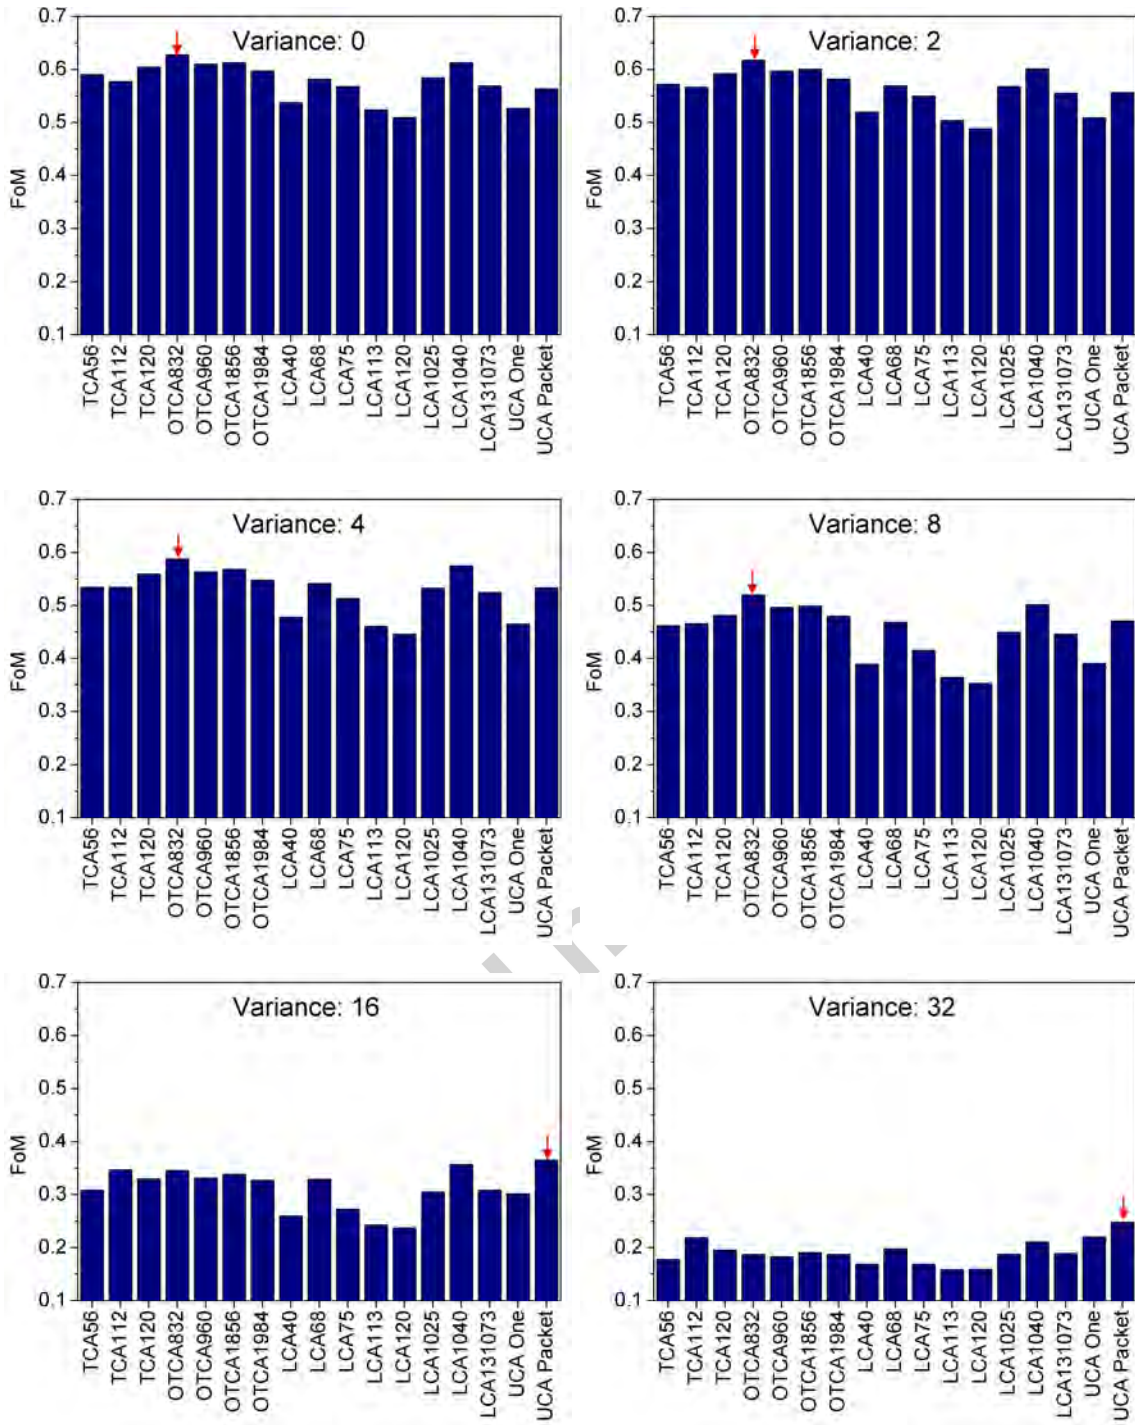 Variance: 0
FoM
0.7
0.6
0.5
0.4
0.3
0.2
0.1
TCA56
TCA112
TCA120
OTCA832
OTCA960
OTCA1856
OTCA1984
LCA40
LCA68
LCA75
LCA113
LCA120
LCA1025
LCA1040
LCA131073
UCA One
UCA Packet
Variance: 2
FoM
0.7
0.6
0.5
0.4
0.3
0.2
0.1
TCA56
TCA112
TCA120
OTCA832
OTCA960
OTCA1856
OTCA1984
LCA40
LCA68
LCA75
LCA113
LCA120
LCA1025
LCA1040
LCA131073
UCA One
UCA Packet
Variance: 4
FoM
0.7
0.6
0.5
0.4
0.3
0.2
0.1
TCA56
TCA112
TCA120
OTCA832
OTCA960
OTCA1856
OTCA1984
LCA40
LCA68
LCA75
LCA113
LCA120
LCA1025
LCA1040
LCA131073
UCA One
UCA Packet
Variance: 8
FoM
0.7
0.6
0.5
0.4
0.3
0.2
0.1
TCA56
TCA112
TCA120
OTCA832
OTCA960
OTCA1856
OTCA1984
LCA40
LCA68
LCA75
LCA113
LCA120
LCA1025
LCA1040
LCA131073
UCA One
UCA Packet
Variance: 16
FoM
0.7
0.6
0.5
0.4
0.3
0.2
0.1
TCA56
TCA112
TCA120
OTCA832
OTCA960
OTCA1856
OTCA1984
LCA40
LCA68
LCA75
LCA113
LCA120
LCA1025
LCA1040
LCA131073
UCA One
UCA Packet
Variance: 32
FoM
0.7
0.6
0.5
0.4
0.3
0.2
0.1
TCA56
TCA112
TCA120
OTCA832
OTCA960
OTCA1856
OTCA1984
LCA40
LCA68
LCA75
LCA113
LCA120
LCA1025
LCA1040
LCA131073
UCA One
UCA Packet